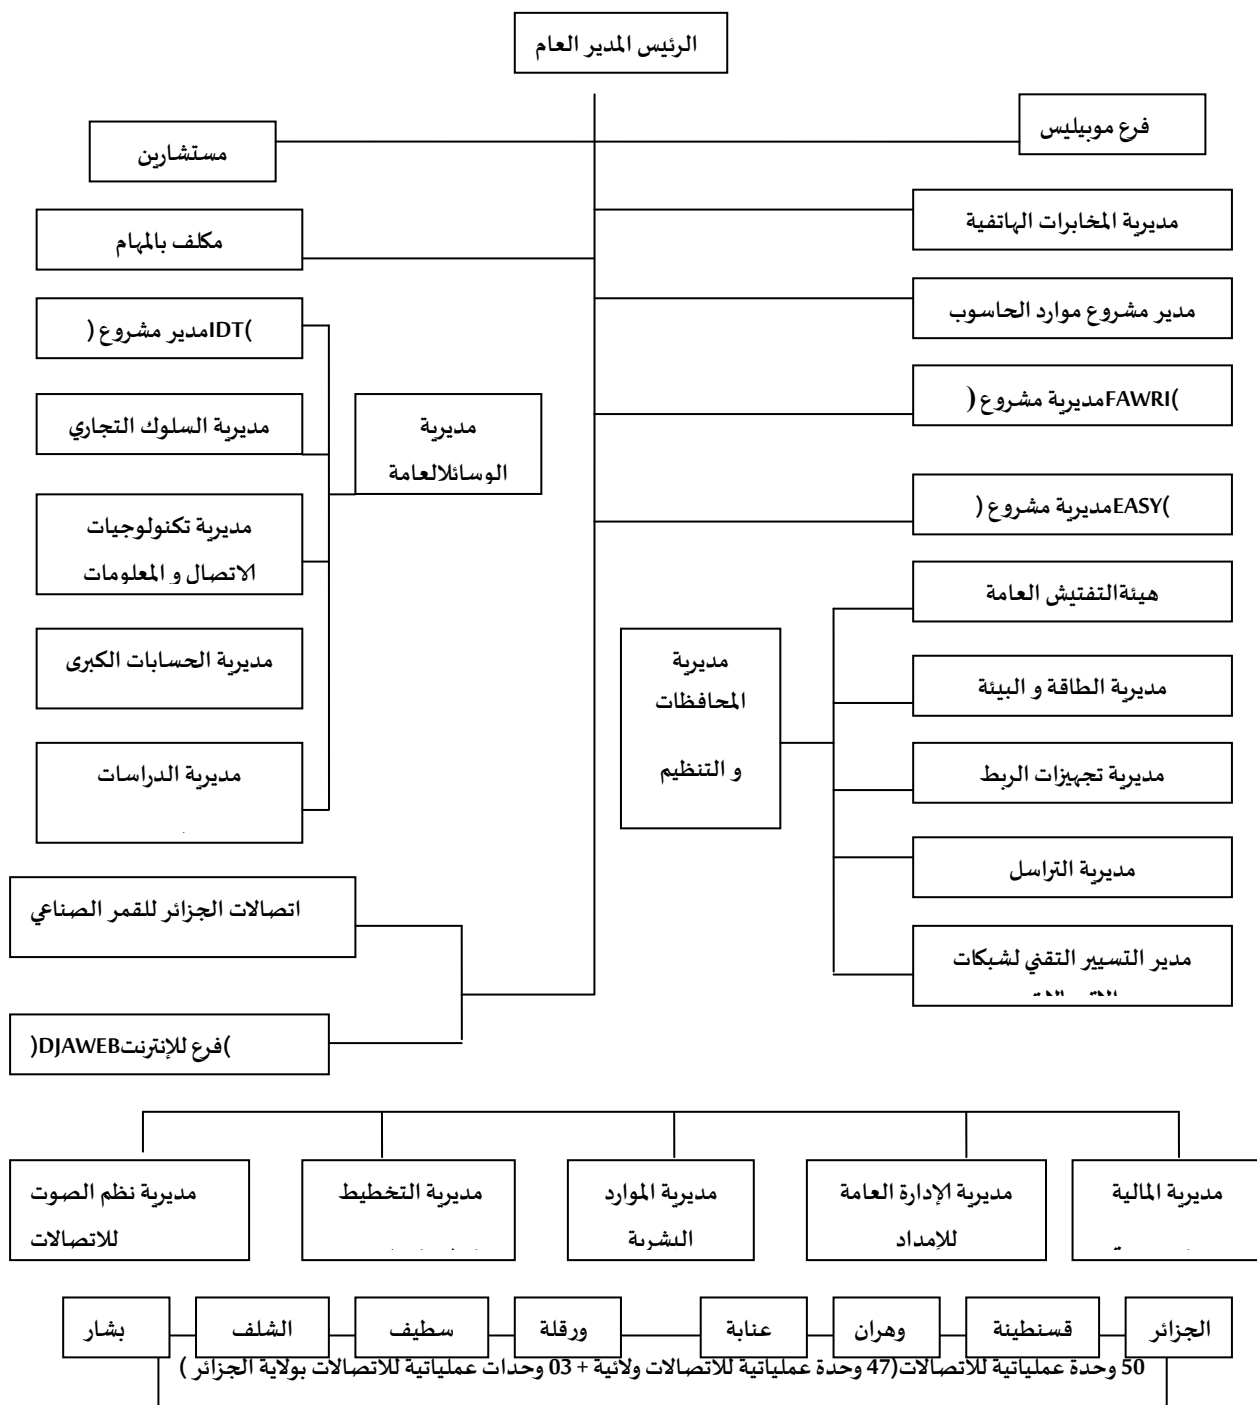 الرئيس المدير العام
فرع موبيليس
مستشارين
مديرية المخابرات الهاتفية
مكلف بالمهام
مدير مشروع موارد الحاسوب
)IDTمدير مشروع (
)FAWRIمديرية مشروع (
مديرية السلوك التجاري
مديرية
الوسائلالعامة
)EASYمديرية مشروع (
مديرية تكنولوجيات
الاتصال و المعلومات
هيئةالتفتيش العامة
مديرية الحسابات الكبرى
مديرية
المحافظات
و التنظيم
مديرية الطاقة و البيئة
مديرية الدراسات
مديرية تجهيزات الربط
مديرية التراسل
اتصالات الجزائر للقمر الصناعي
مدير التسيير التقني لشبكات
)فرع للإنترنتDJAWEB(
مديرية المالية
مديرية الإدارة العامة
للإمداد
مديرية الموارد
البشرية
مديرية التخطيط
مديرية نظم الصوت
للاتصالات
الجزائر
قسنطينة
وهران
عنابة
ورقلة
سطيف
الشلف
بشار
50 وحدة عملياتية للاتصالات(47 وحدة عملياتية للاتصالات ولائية + 03 وحدات عملياتية للاتصالات بولاية الجزائر )